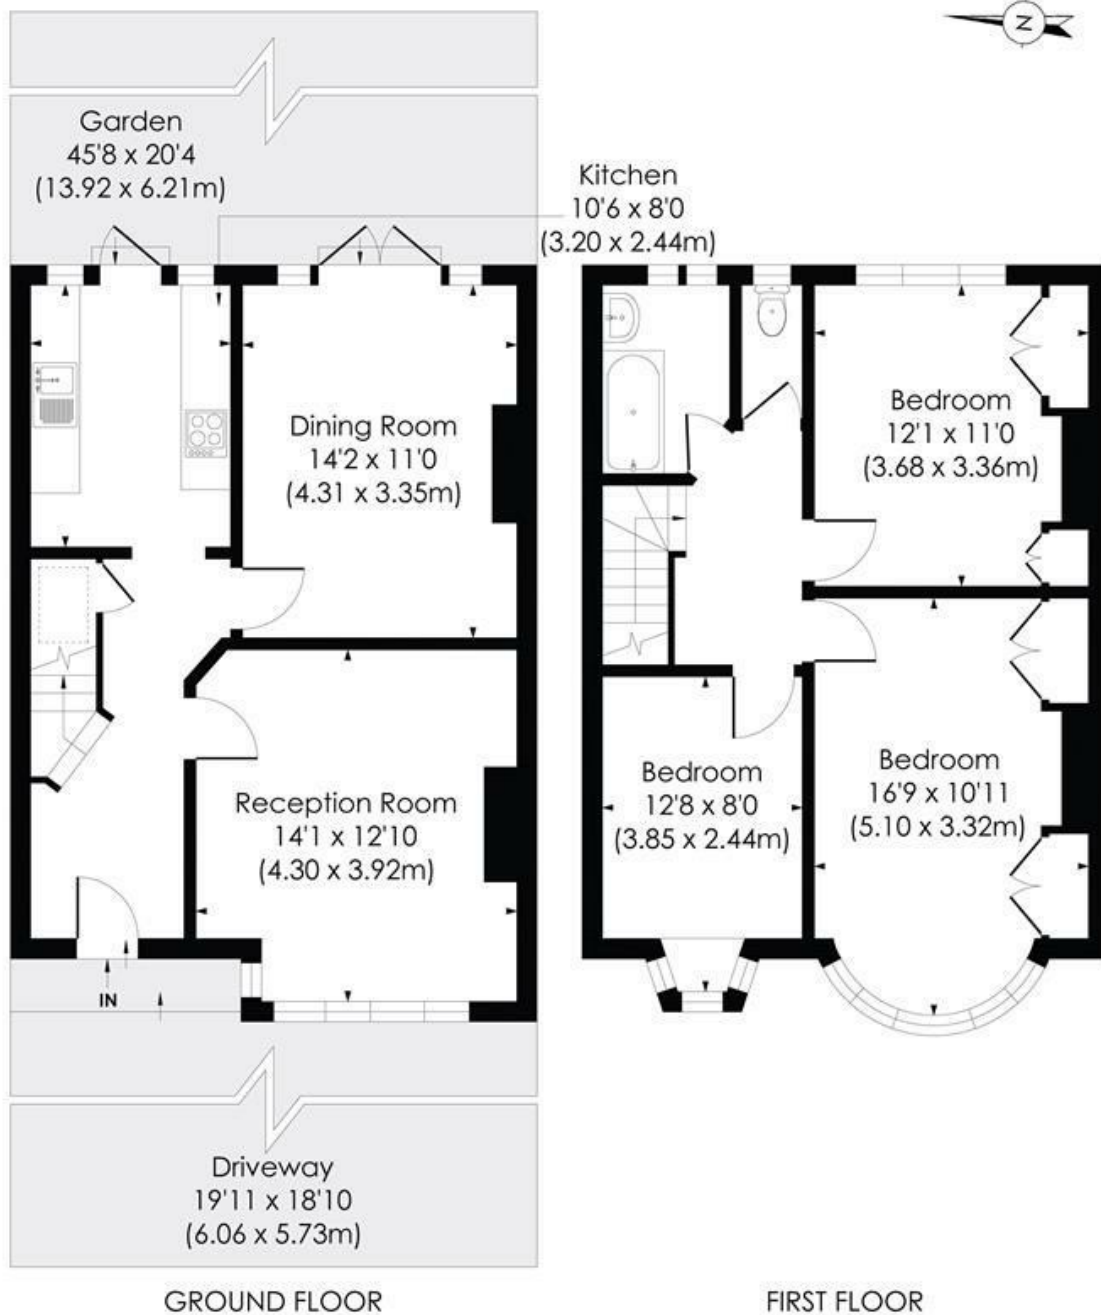 N
Garden
45'8 x 20'4
(13.92 x 6.21m)
Kitchen
10'6 x 8'0
(3.20 x 2.44m)
Dining Room
14'2 x 11'0
(4.31 x 3.35m)
Bedroom
12'1 x 11'0
(3.68 x 3.36m)
Reception Room
14'1 x 12'10
(4.30 x 3.92m)
Bedroom
12'8 x 8'0
(3.85 x 2.44m)
Bedroom
16'9 x 10'11
(5.10 x 3.32m)
IN
Driveway
19'11 x 18'10
(6.06 x 5.73m)
GROUND FLOOR
FIRST FLOOR